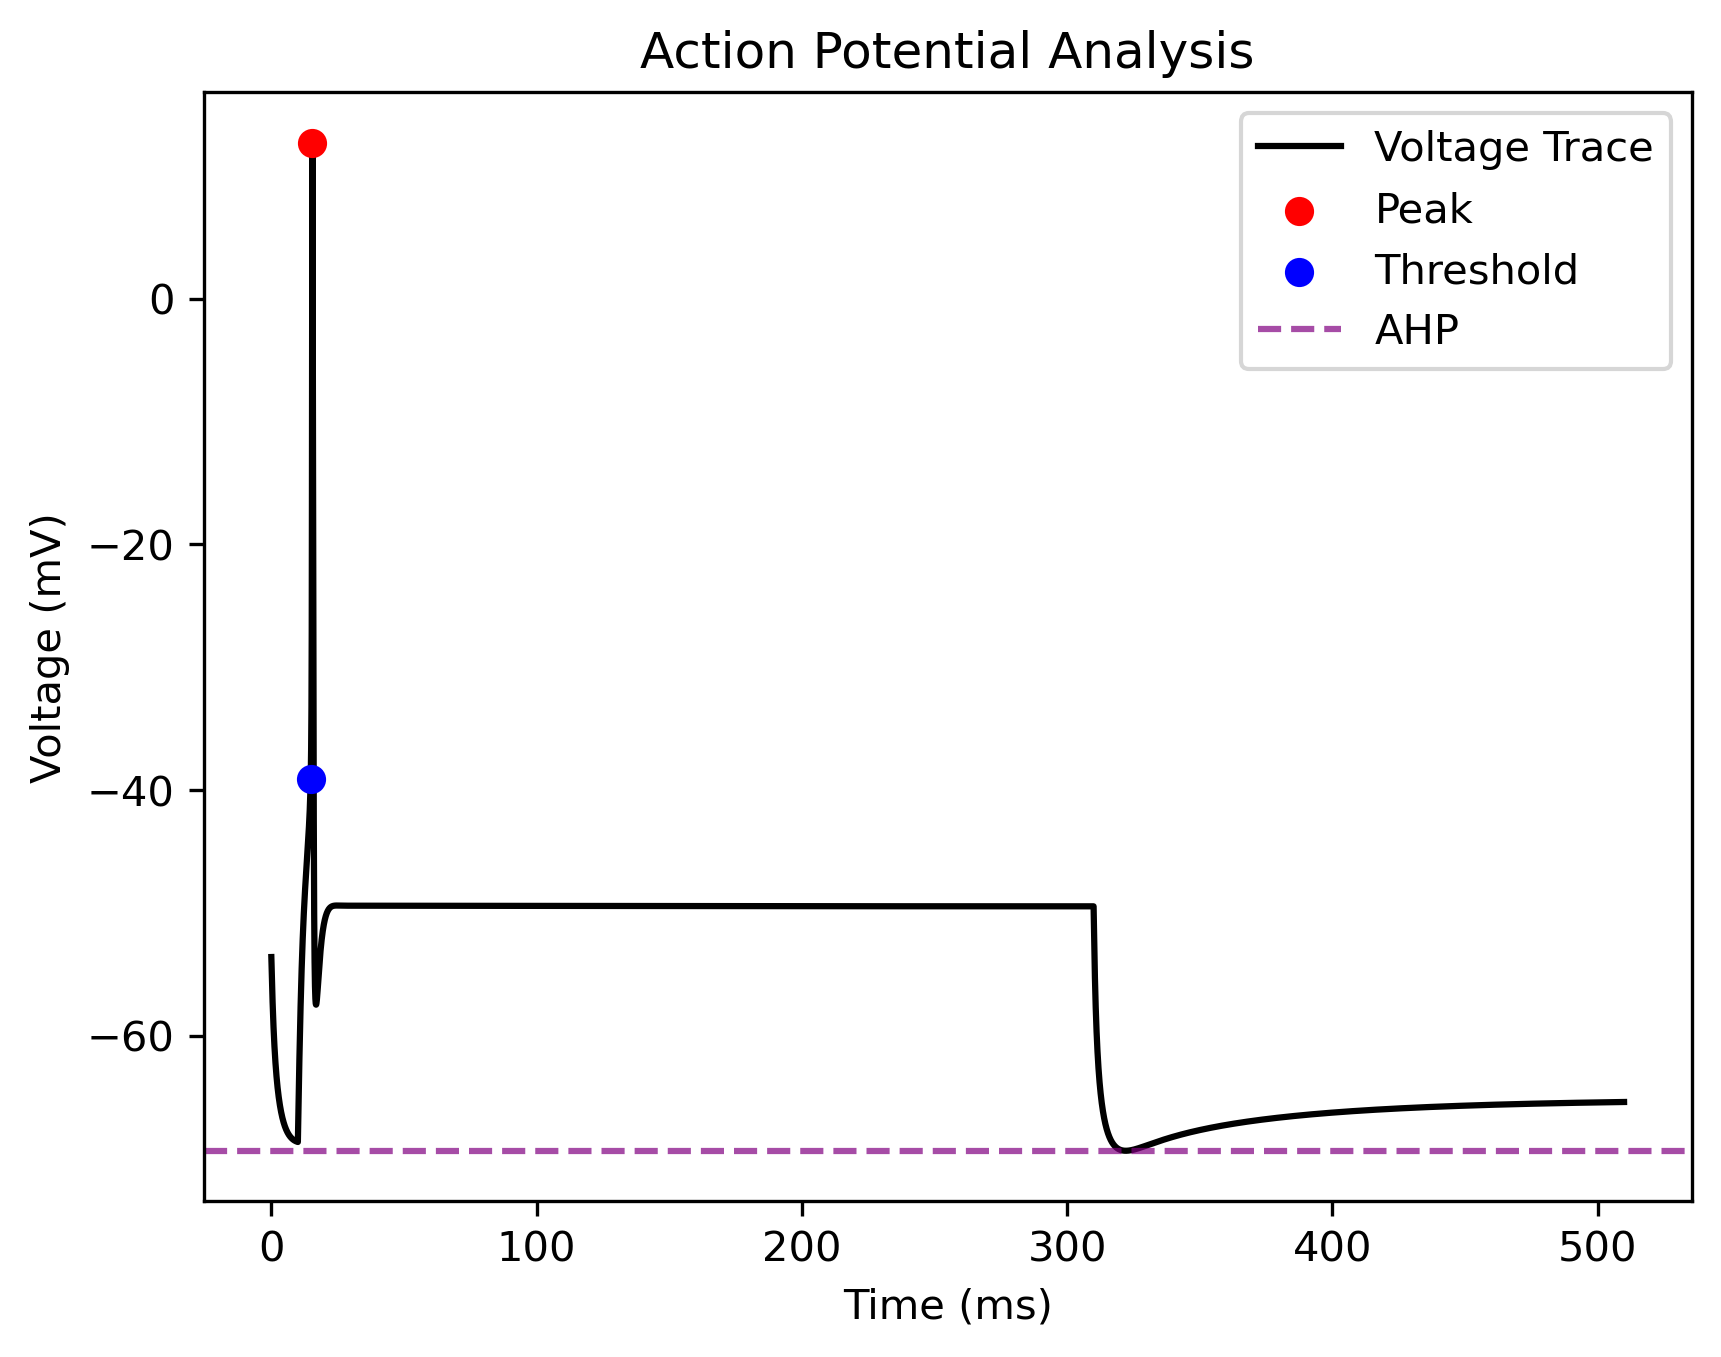 Action Potential Analysis
Voltage Trace
Peak
Threshold
AHP
Voltage (mV)
0
−20
−40
−60
0 100 200 300 400 500
Time (ms)